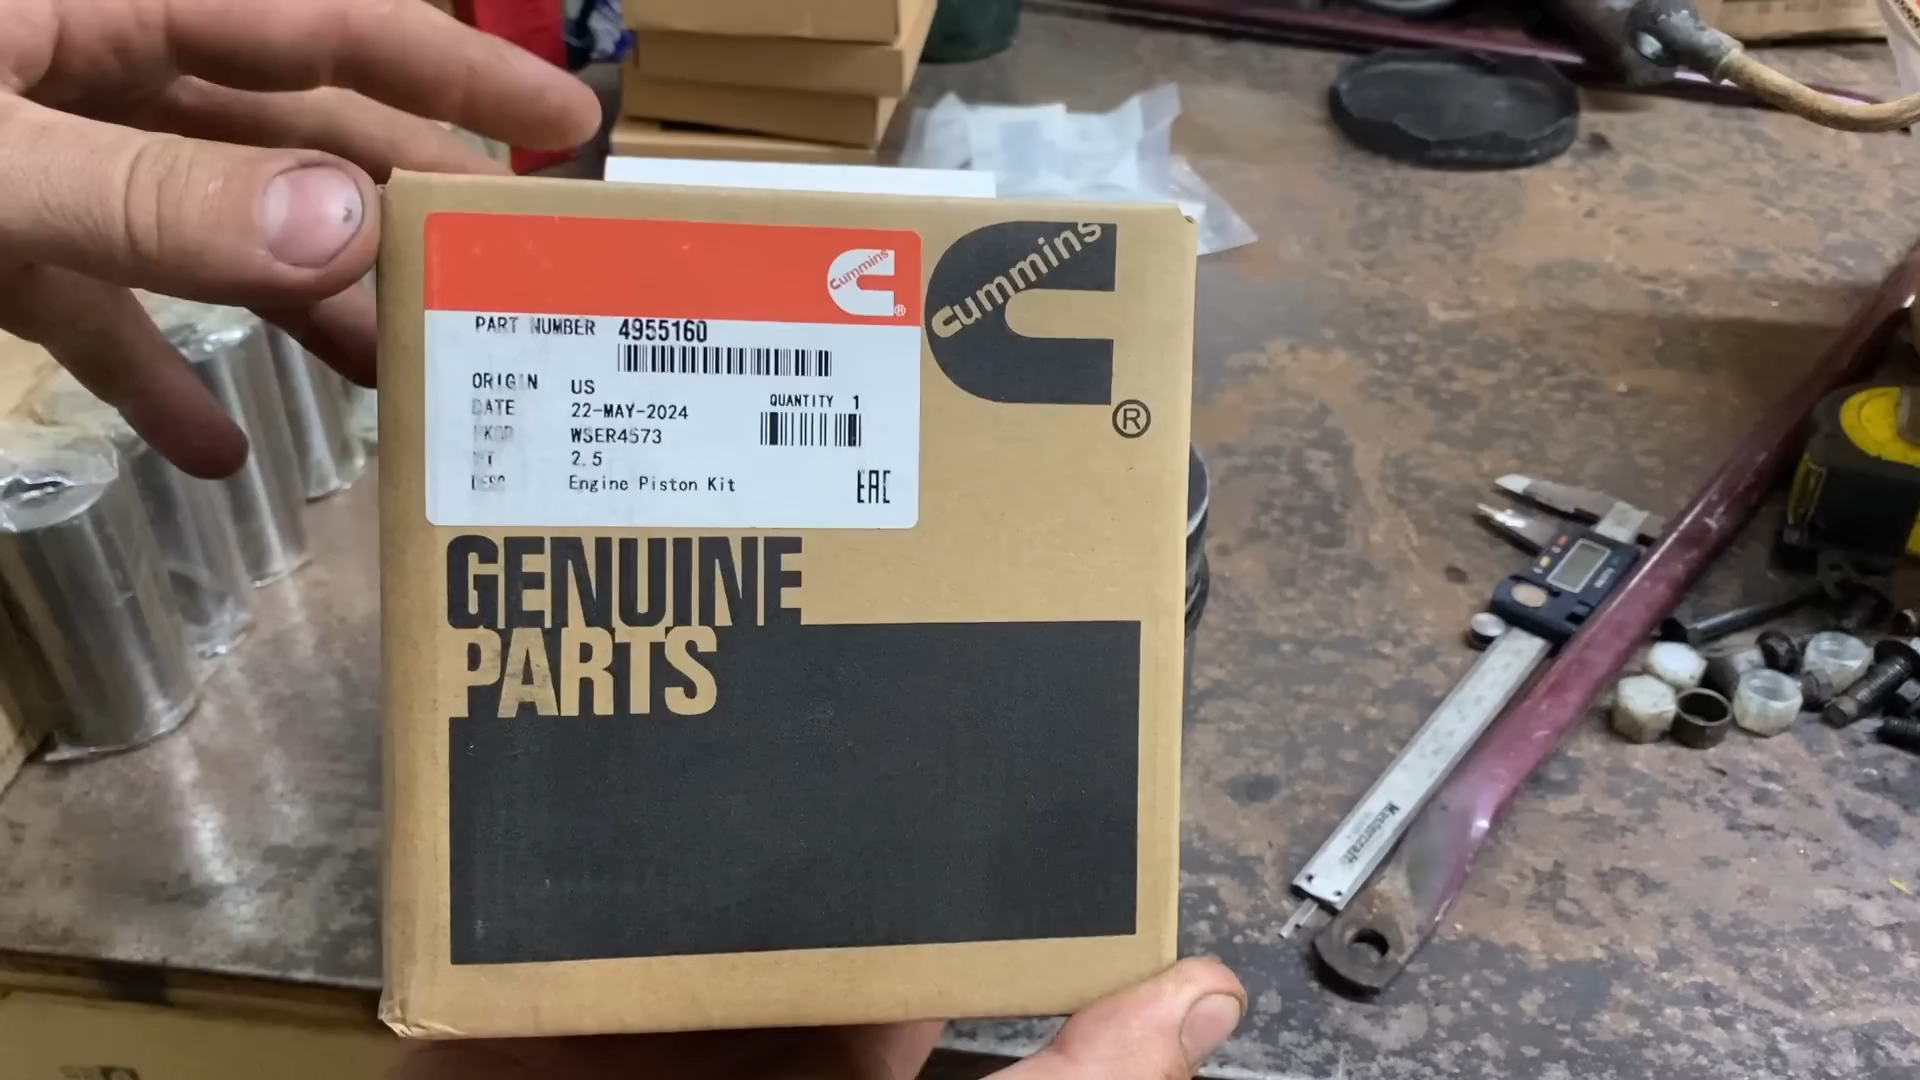 Cummins
Cummins
®
®
PART NUMBER 4955160
ORIGIN US
DATE 22-MAY-2024
QUANTITY 1
WSER4573
2.5
Engine Piston Kit
EAC
GENUINE
PARTS
Mastercraft